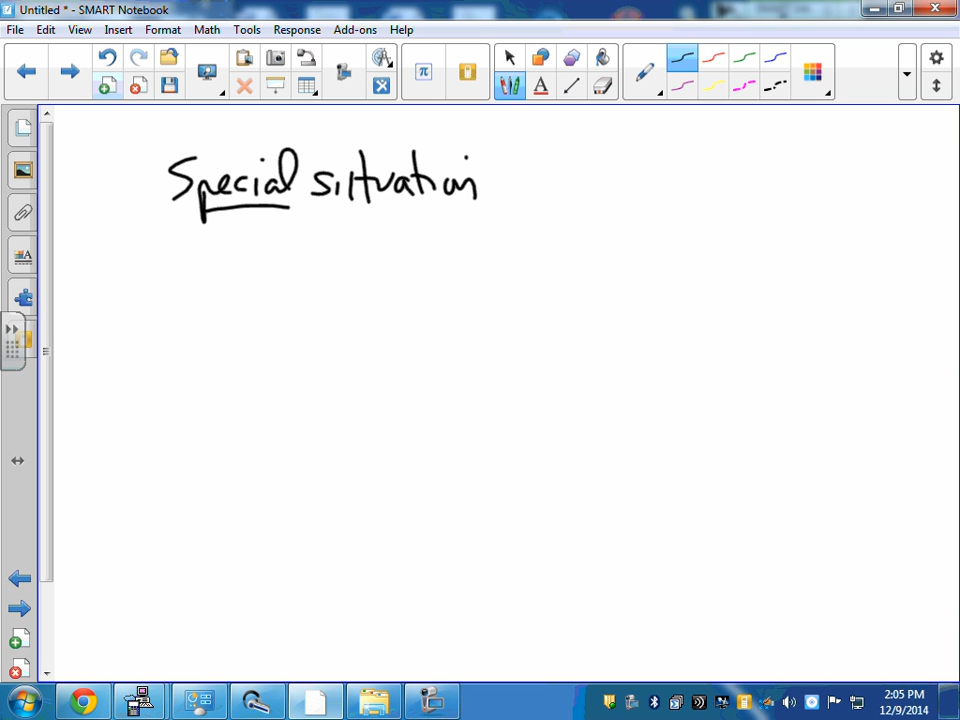 Untitled * - SMART Notebook
File Edit View Insert Format Math Tools Response Add-ons Help
π
A
Special situation
2:05 PM
12/9/2014